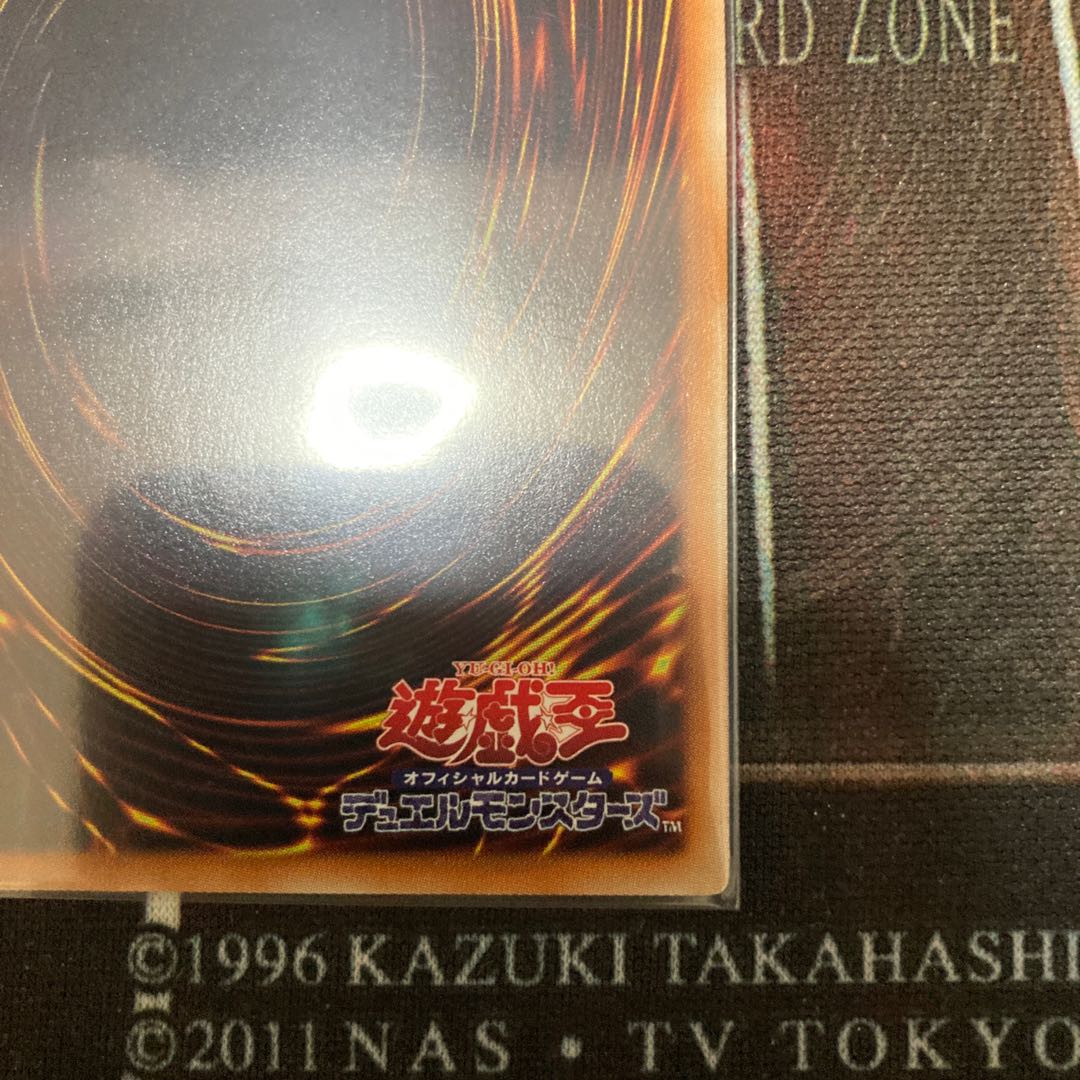 RD ZONE
YU-GI-OH!
遊戯王
オフィシャルカードゲーム
デュエルモンスターズ
TM
©1996 KAZUKI TAKAHASHI
©2011 NAS • TV TOKYO